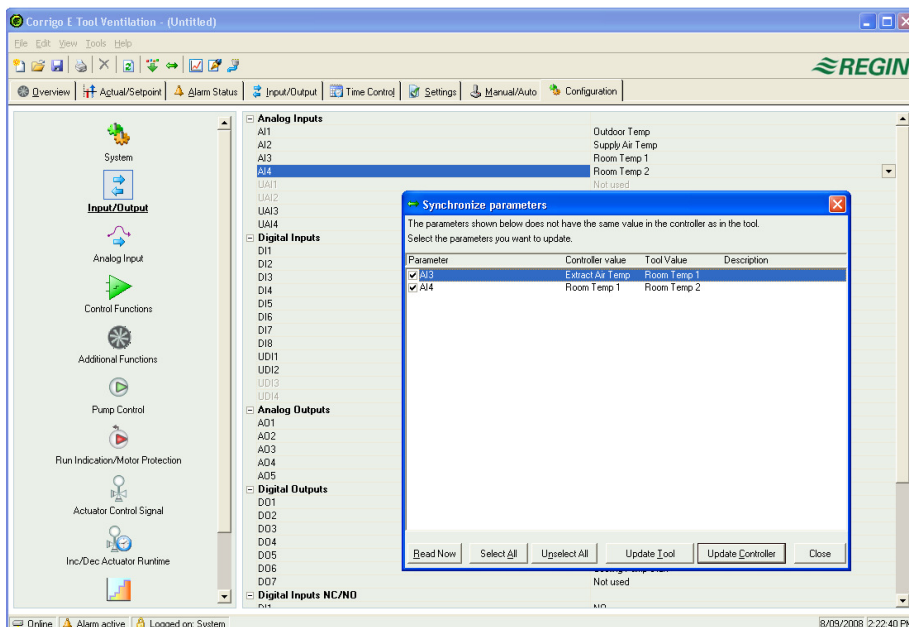 Corrigo E Tool Ventilation - (Untitled)
File Edit View Tools Help
REGIN
Overview Actual/Setpoint Alarm Status Input/Output Time Control Settings Manual/Auto Configuration
System
Input/Output
Analog Input
Control Functions
Additional Functions
Pump Control
Run Indication/Motor Protection
Actuator Control Signal
Inc/Dec Actuator Runtime
Analog Inputs
AI1 Outdoor Temp
AI2 Supply Air Temp
AI3 Room Temp 1
AI4 Room Temp 2
UAI1 Not used
UAI2
UAI3
UAI4
Digital Inputs
DI1
DI2
DI3
DI4
DI5
DI6
DI7
DI8
UDI1
UDI2
UDI3
UDI4
Analog Outputs
AO1
AO2
AO3
AO4
AO5
Digital Outputs
DO1
DO2
DO3
DO4
DO5
DO6
DO7 Not used
Digital Inputs NC/NO
DI1 NO
Synchronize parameters
The parameters shown below does not have the same value in the controller as in the tool.
Select the parameters you want to update.
Parameter Controller value Tool Value Description
AI3 Extract Air Temp Room Temp 1
AI4 Room Temp 1 Room Temp 2
Read Now Select All Unselect All Update Tool Update Controller Close
Online Alarm active Logged on: System 8/09/2008 2:22:40 PM